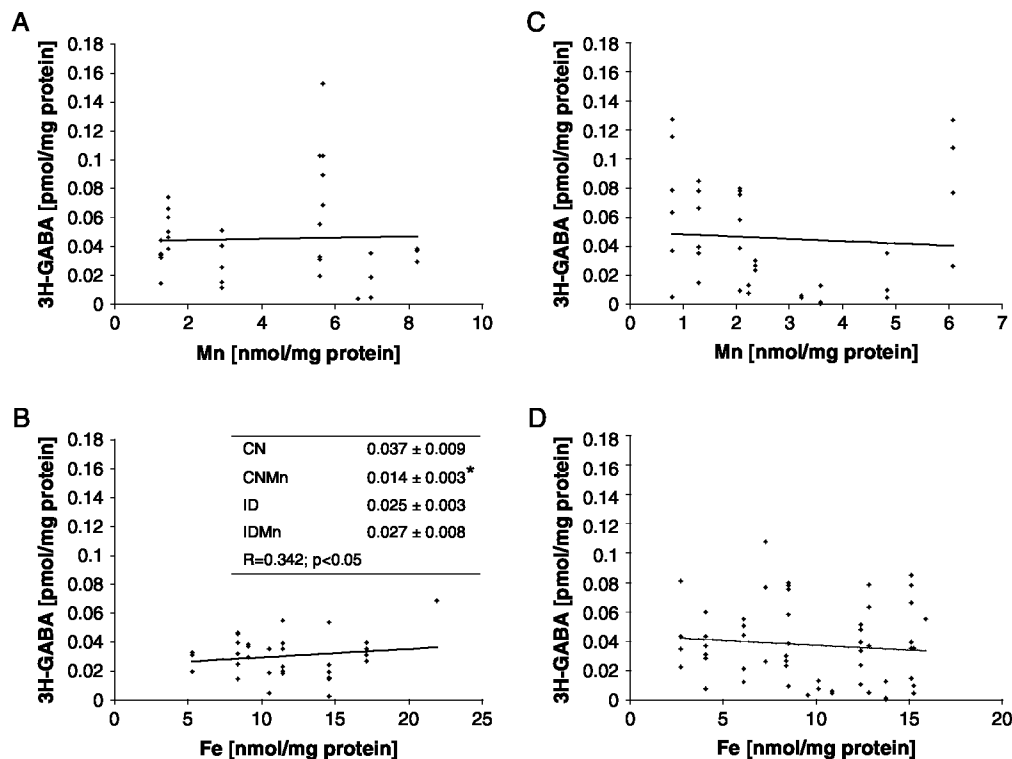 A
3H-GABA [pmol/mg protein]
0.18
0.16
0.14
0.12
0.1
0.08
0.06
0.04
0.02
0
0 2 4 6 8 10
Mn [nmol/mg protein]
C
3H-GABA [pmol/mg protein]
0.18
0.16
0.14
0.12
0.1
0.08
0.06
0.04
0.02
0
0 1 2 3 4 5 6 7
Mn [nmol/mg protein]
B
3H-GABA [pmol/mg protein]
0.18
0.16
0.14
0.12
0.1
0.08
0.06
0.04
0.02
0
CN 0.037 ± 0.009
CNMn 0.014 ± 0.003*
ID 0.025 ± 0.003
IDMn 0.027 ± 0.008
R=0.342; p<0.05
0 5 10 15 20 25
Fe [nmol/mg protein]
D
3H-GABA [pmol/mg protein]
0.18
0.16
0.14
0.12
0.1
0.08
0.06
0.04
0.02
0
0 5 10 15 20
Fe [nmol/mg protein]